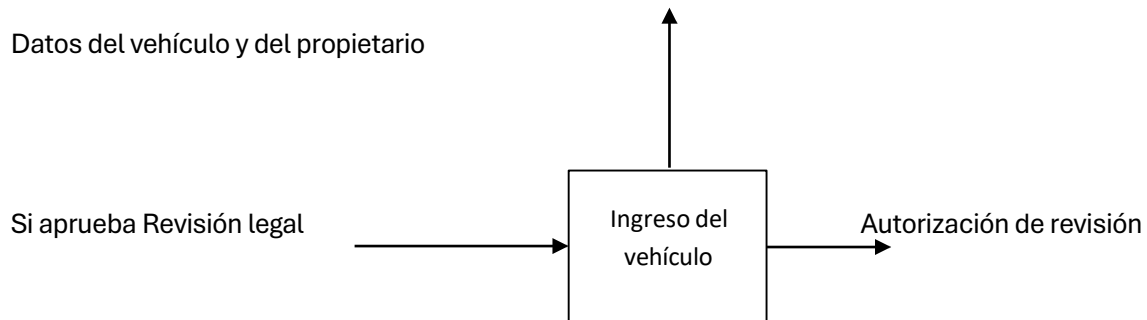 Datos del vehículo y del propietario
Si aprueba Revisión legal
Ingreso del
vehículo
Autorización de revisión